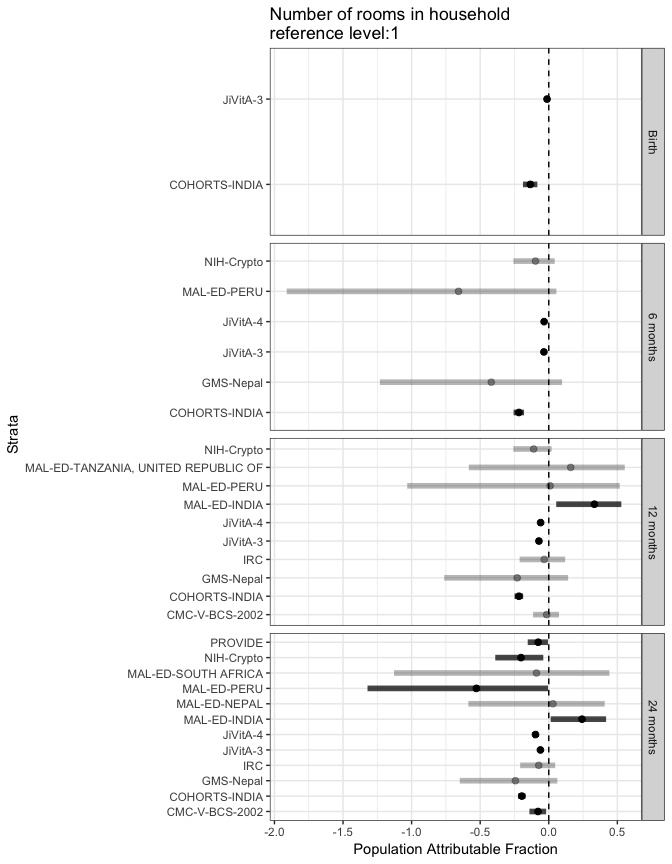 Number of rooms in household
reference level:1
JiVitA-3
COHORTS-INDIA
Birth
NIH-Crypto
MAL-ED-PERU
JiVitA-4
JiVitA-3
GMS-Nepal
COHORTS-INDIA
6 months
NIH-Crypto
MAL-ED-TANZANIA, UNITED REPUBLIC OF
MAL-ED-PERU
MAL-ED-INDIA
JiVitA-4
JiVitA-3
IRC
GMS-Nepal
COHORTS-INDIA
CMC-V-BCS-2002
12 months
PROVIDE
NIH-Crypto
MAL-ED-SOUTH AFRICA
MAL-ED-PERU
MAL-ED-NEPAL
MAL-ED-INDIA
JiVitA-4
JiVitA-3
IRC
GMS-Nepal
COHORTS-INDIA
CMC-V-BCS-2002
24 months
Strata
-2.0 -1.5 -1.0 -0.5 0.0 0.5
Population Attributable Fraction